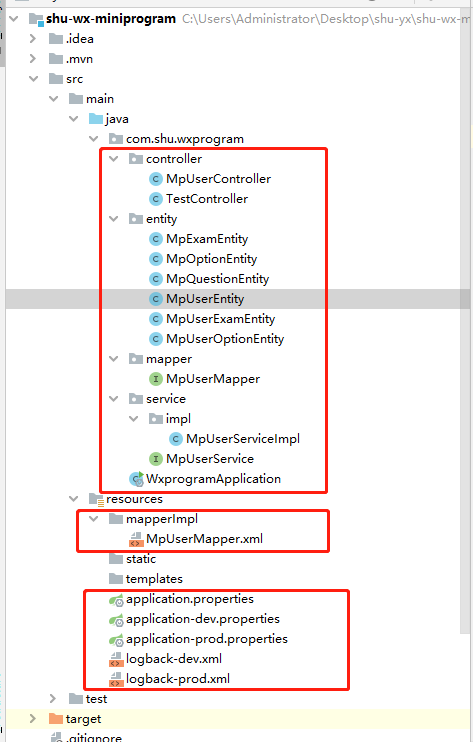 shu-wx-miniprogram C:\Users\Administrator\Desktop\shu-yx\shu-wx-m
.idea
.mvn
src
main
java
com.shu.wxprogram
controller
MpUserController
TestController
entity
MpExamEntity
MpOptionEntity
MpQuestionEntity
MpUserEntity
MpUserExamEntity
MpUserOptionEntity
mapper
MpUserMapper
service
impl
MpUserServiceImpl
MpUserService
WxprogramApplication
resources
mapperImpl
MpUserMapper.xml
static
templates
application.properties
application-dev.properties
application-prod.properties
logback-dev.xml
logback-prod.xml
test
target
.gitignore